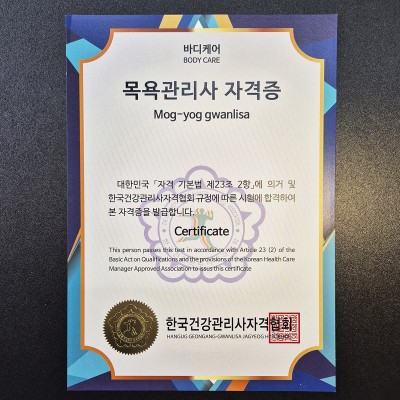 바디케어
BODY CARE
목욕관리사 자격증
Mog-yog gwanlisa
대한민국 「자격 기본법 제23조 2항」에 의거 및
한국건강관리사자격협회 규정에 따른 시험에 합격하여
본 자격증을 발급합니다.
Certificate
This person passes this test in accordance with Article 23 (2) of the
Basic Act on Qualifications and the provisions of the Korean Health Care
Manager Approved Association to issue this certificate
한국건강관리사자격협회
HANGUG GEONGANG-GWANLISA JAGYEOG